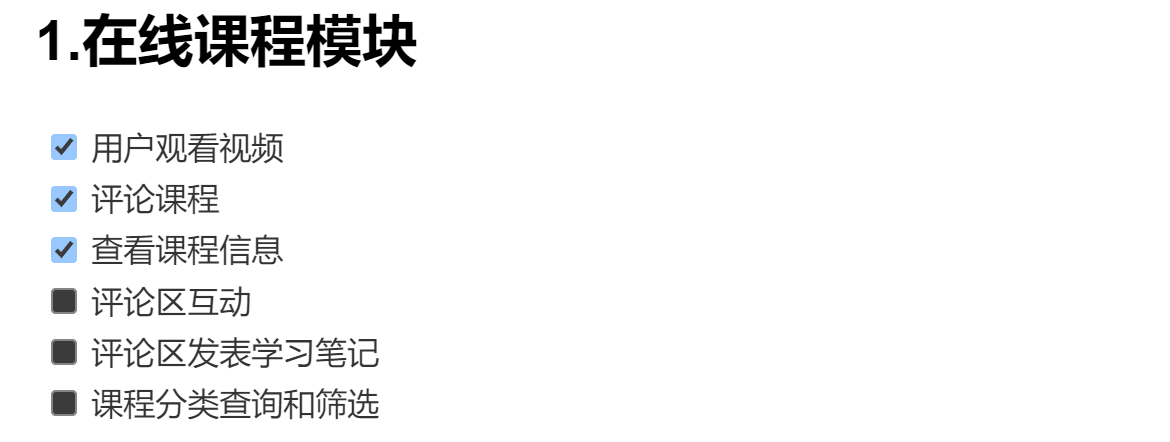 1.在线课程模块
用户观看视频
评论课程
查看课程信息
评论区互动
评论区发表学习笔记
课程分类查询和筛选